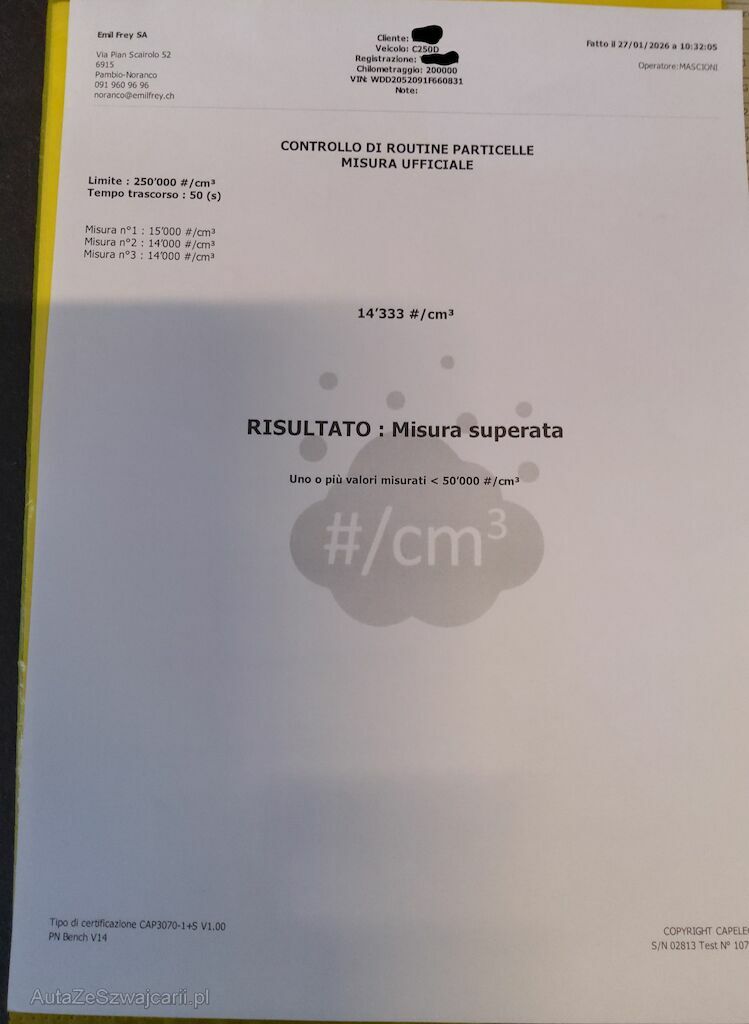 Emil Frey SA
Via Pian Scairolo 52
6915
Pambio-Noranco
091 960 96 96
noranco@emilfrey.ch
Cliente:
Veicolo: C250D
Registrazione:
Chilometraggio: 200000
VIN: WDD2052091F660831
Note:
Fatto il 27/01/2026 a 10:32:05
Operatore:MASCIONI
CONTROLLO DI ROUTINE PARTICELLE
MISURA UFFICIALE
Limite : 250'000 #/cm³
Tempo trascorso : 50 (s)
Misura n°1 : 15'000 #/cm³
Misura n°2 : 14'000 #/cm³
Misura n°3 : 14'000 #/cm³
14'333 #/cm³
RISULTATO : Misura superata
Uno o più valori misurati < 50'000 #/cm³
#/cm³
Tipo di certificazione CAP3070-1+S V1.00
PN Bench V14
COPYRIGHT CAPELE
S/N 02813 Test N° 107
AutaZeSzwajcarii.pl